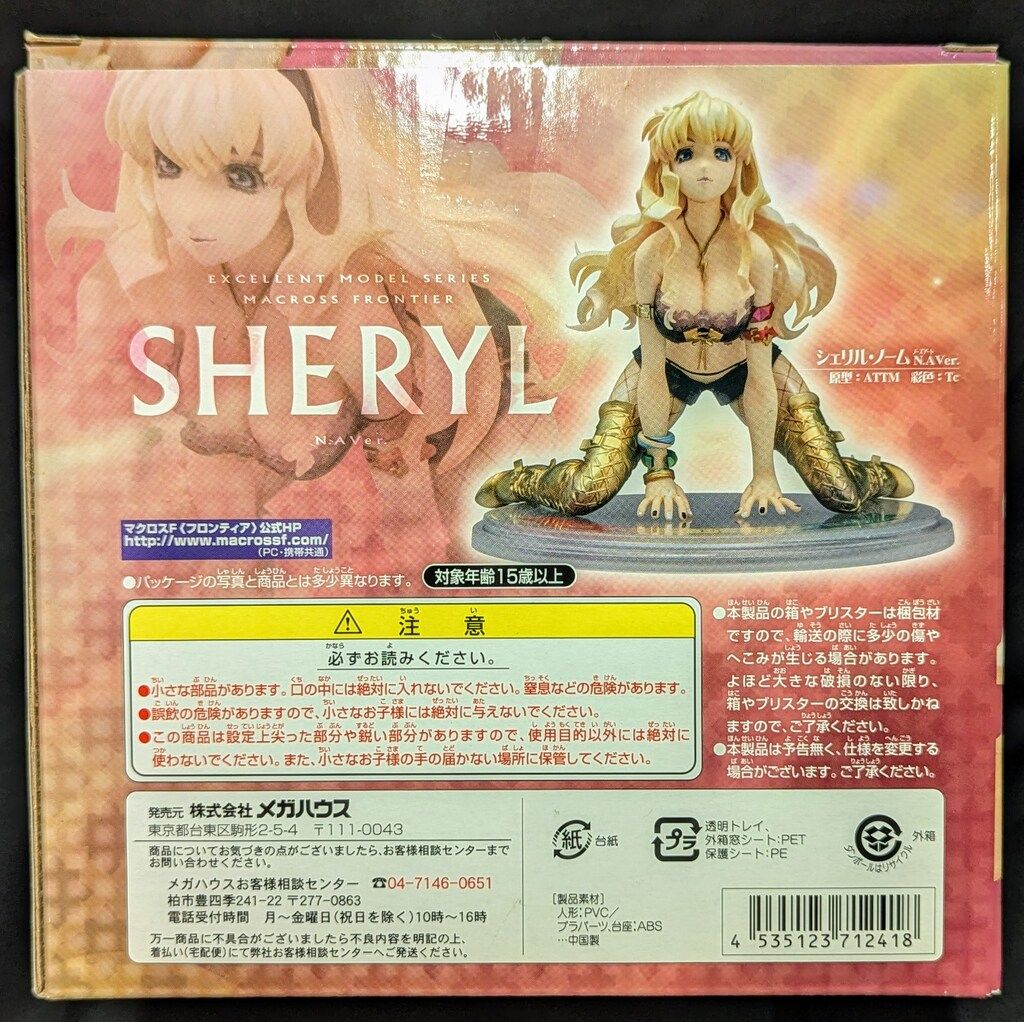 EXCELLENT MODEL SERIES
MACROSS FRONTIER
SHERYL
N.AVer.
シェリル・ノーム N.AVer.
原型：ATTM 彩色：Tc
マクロスF〈フロンティア〉公式HP
http://www.macrossf.com/
(PC・携帯共通)
●パッケージの写真と商品とは多少異なります。
対象年齢15歳以上
⚠ 注意
必ずお読みください。
●小さな部品があります。口の中には絶対に入れないでください。窒息などの危険があります。
●誤飲の危険がありますので、小さなお子様には絶対に与えないでください。
●この商品は設定上尖った部分や鋭い部分がありますので、使用目的以外には絶対に
使わないでください。また、小さなお子様の手の届かない場所に保管してください。
●本製品の箱やブリスターは梱包材
ですので、輸送の際に多少の傷や
へこみが生じる場合があります。
よほど大きな破損のない限り、
箱やブリスターの交換は致しかね
ますので、ご了承ください。
●本製品は予告無く、仕様を変更する
場合がございます。ご了承ください。
発売元 株式会社 メガハウス
東京都台東区駒形2-5-4 〒111-0043
商品についてお気づきの点がございましたら、お客様相談センターまで
お問い合わせください。
メガハウスお客様相談センター ☎04-7146-0651
柏市豊四季241-22 〒277-0863
電話受付時間 月〜金曜日(祝日を除く)10時〜16時
万一商品に不具合がございましたら不良内容を明記の上、
着払い(宅配便)にて弊社お客様相談センターへご発送ください。
紙 台紙
プラ 透明トレイ、
外箱窓シート:PET
保護シート:PE
外箱
ダンボールはリサイクル
[製品素材]
人形:PVC/
プラパーツ,台座:ABS
…中国製
4 535123 712418